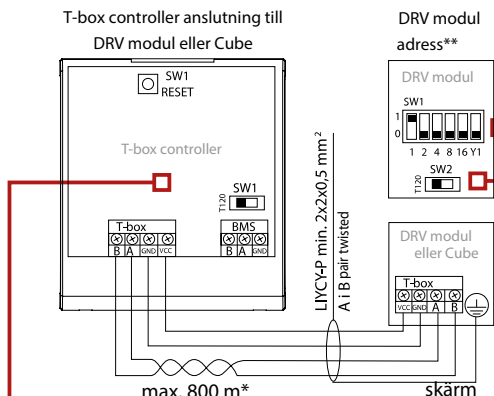 T-box controller anslutning till
DRV modul eller Cube
SW1
RESET
T-box controller
SW1
T120
T-box
B A GND VCC
BMS
B A GND
LIYCY-P min. 2x2x0,5 mm²
A i B pair twisted
max. 800 m*
DRV modul
adress**
DRV modul
SW1
1
0
1 2 4 8 16 Y1
SW2
T120
DRV modul
eller Cube
T-box
VCC GND A B
skärm